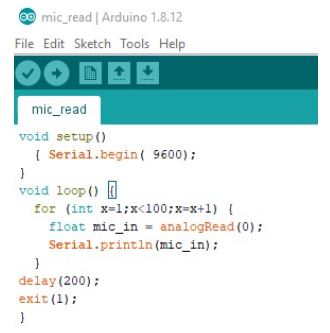 mic_read | Arduino 1.8.12
File Edit Sketch Tools Help
mic_read
void setup()
  { Serial.begin( 9600);
}
void loop() {
  for (int x=1;x<100;x=x+1) {
    float mic_in = analogRead(0);
    Serial.println(mic_in);
  }
delay(200);
exit(1);
}